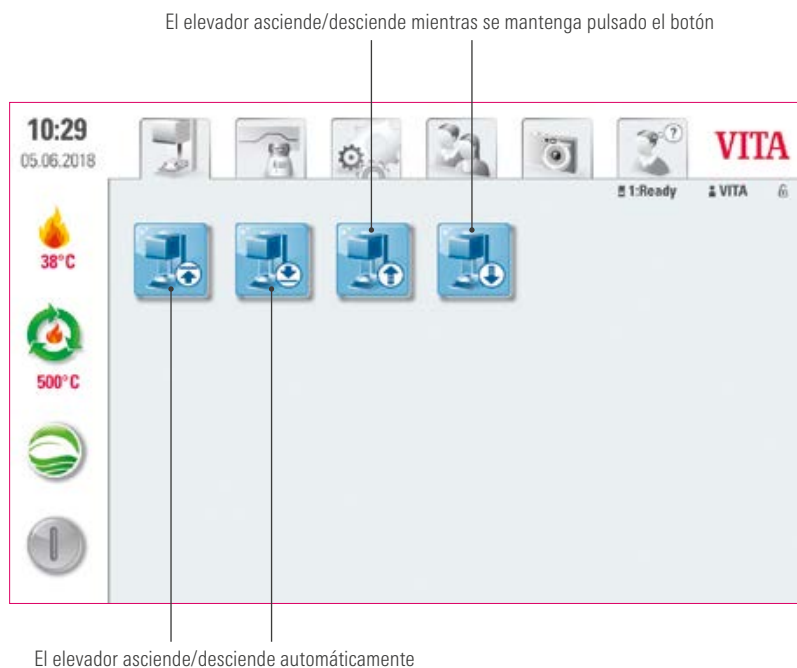 El elevador asciende/desciende mientras se mantenga pulsado el botón
10:29
05.06.2018
?
VITA
1:Ready
VITA
38°C
500°C
El elevador asciende/desciende automáticamente